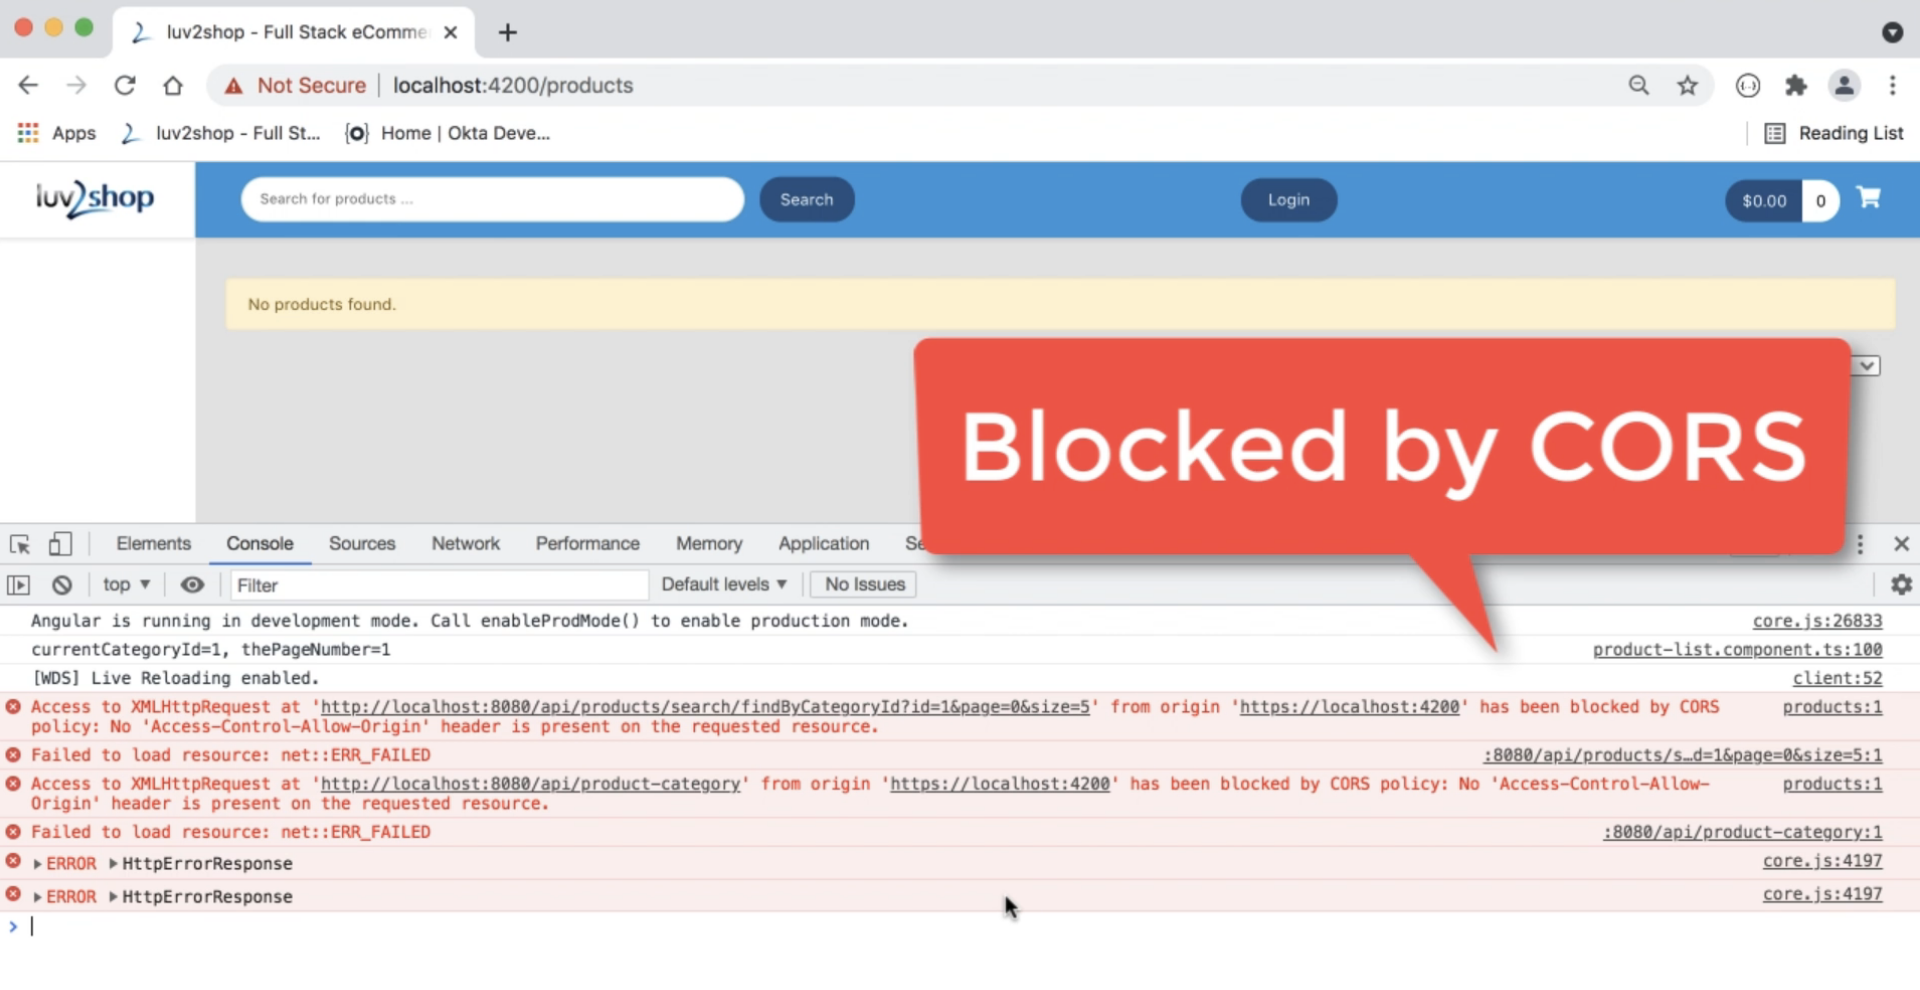 luv2shop - Full Stack eComme
Not Secure
localhost:4200/products
Apps
luv2shop - Full St...
{o}
Home | Okta Deve...
Reading List
luv2shop
Search for products ...
Search
Login
$0.00
0
No products found.
Blocked by CORS
Elements
Console
Sources
Network
Performance
Memory
Application
top
Filter
Default levels
No Issues
Angular is running in development mode. Call enableProdMode() to enable production mode.
core.js:26833
currentCategoryId=1, thePageNumber=1
product-list.component.ts:100
[WDS] Live Reloading enabled.
client:52
Access to XMLHttpRequest at 'http://localhost:8080/api/products/search/findByCategoryId?id=1&page=0&size=5' from origin 'https://localhost:4200' has been blocked by CORS
products:1
policy: No 'Access-Control-Allow-Origin' header is present on the requested resource.
Failed to load resource: net::ERR_FAILED
:8080/api/products/s…d=1&page=0&size=5:1
Access to XMLHttpRequest at 'http://localhost:8080/api/product-category' from origin 'https://localhost:4200' has been blocked by CORS policy: No 'Access-Control-Allow-
products:1
Origin' header is present on the requested resource.
Failed to load resource: net::ERR_FAILED
:8080/api/product-category:1
ERROR HttpErrorResponse
core.js:4197
ERROR HttpErrorResponse
core.js:4197